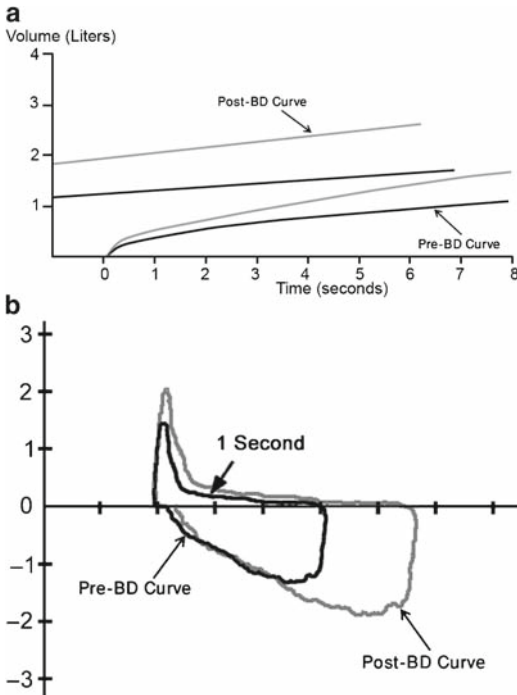 a
Volume (Liters)
4
3
Post-BD Curve
2
1
Pre-BD Curve
0 1 2 3 4 5 6 7 8
Time (seconds)
b
3
2
1 Second
1
0
-1
Pre-BD Curve
-2
Post-BD Curve
-3